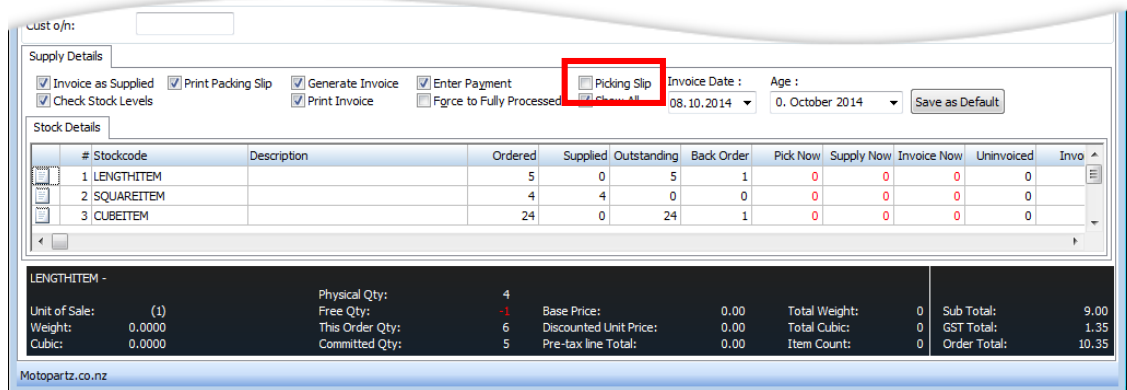 Cust o/n:
Supply Details
Invoice as Supplied Print Packing Slip Generate Invoice Enter Payment Picking Slip Invoice Date : Age :
Check Stock Levels Print Invoice Force to Fully Processed Show All 08.10.2014 0. October 2014 Save as Default
Stock Details
# Stockcode Description Ordered Supplied Outstanding Back Order Pick Now Supply Now Invoice Now Uninvoiced Invo
1 LENGTHITEM 5 0 5 1 0 0 0 0
2 SQUAREITEM 4 4 0 0 0 0 0 0
3 CUBEITEM 24 0 24 1 0 0 0 0
LENGTHITEM -
Physical Qty: 4
Unit of Sale: (1) Free Qty: -1 Base Price: 0.00 Total Weight: 0 Sub Total: 9.00
Weight: 0.0000 This Order Qty: 6 Discounted Unit Price: 0.00 Total Cubic: 0 GST Total: 1.35
Cubic: 0.0000 Committed Qty: 5 Pre-tax line Total: 0.00 Item Count: 0 Order Total: 10.35
Motopartz.co.nz